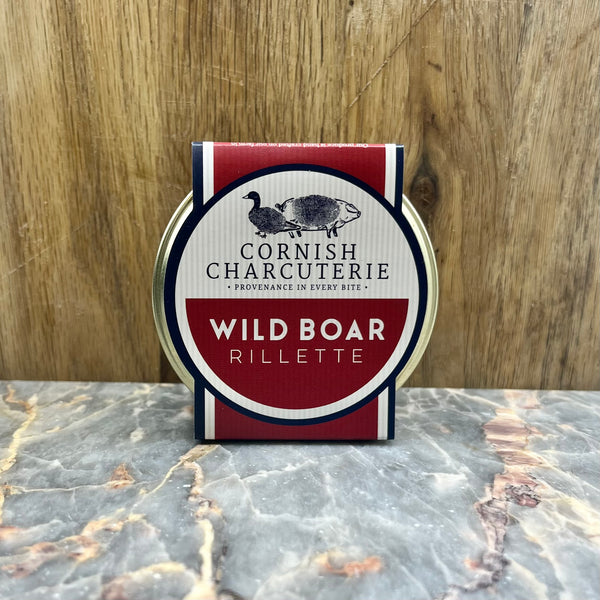 CORNISH
CHARCUTERIE
• PROVENANCE IN EVERY BITE •
WILD BOAR
RILLETTE